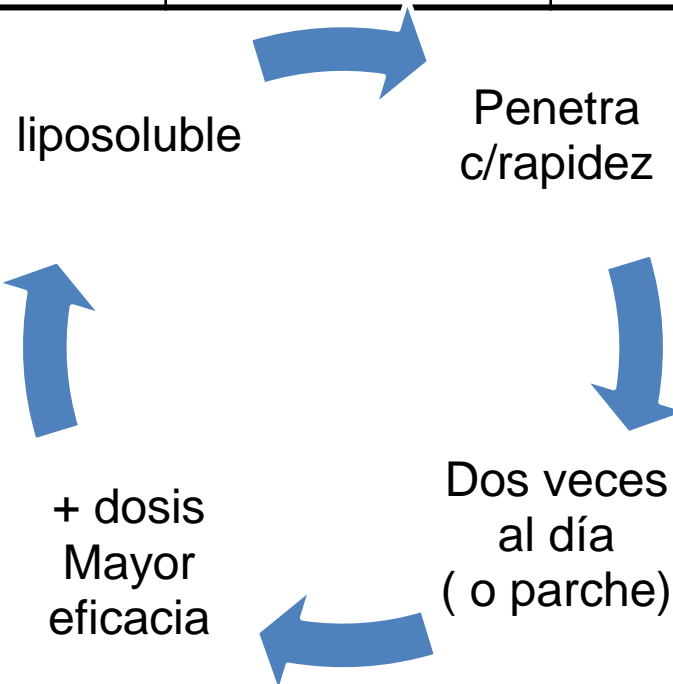 liposoluble
Penetra
c/rapidez
Dos veces
al día
( o parche)
+ dosis
Mayor
eficacia